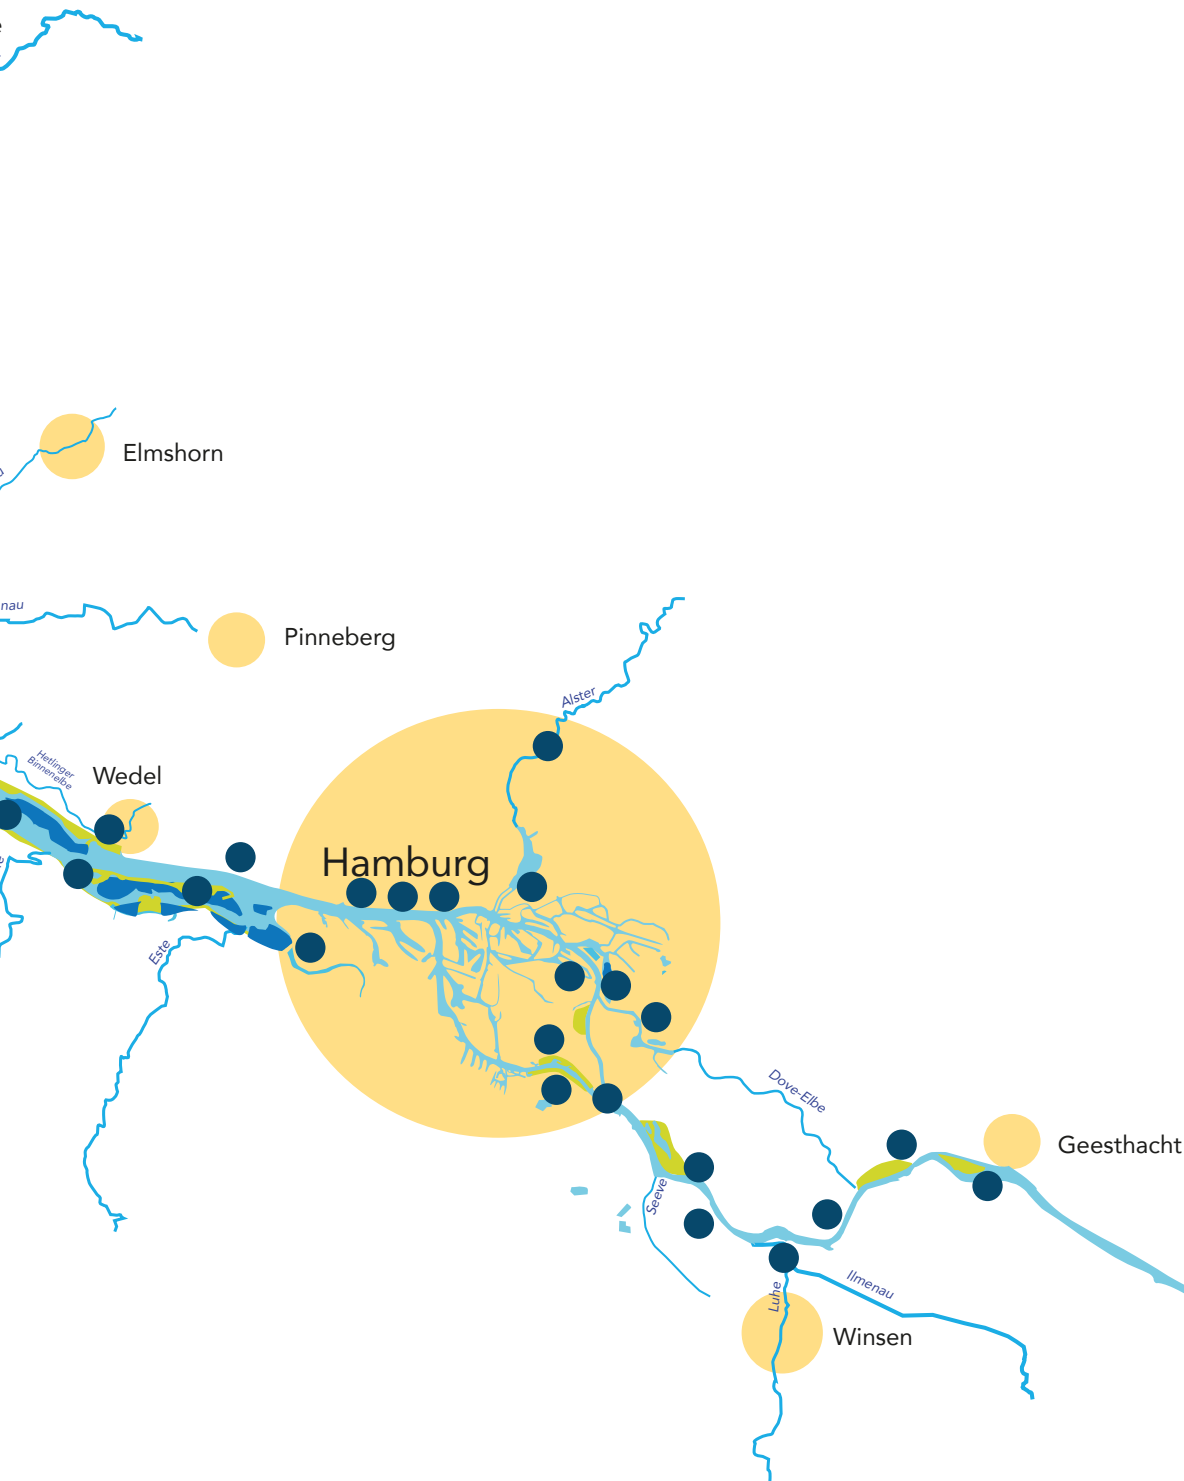 Elmshorn
nau
Pinneberg
Alster
Hetlinger
Binnenelbe
Wedel
Hamburg
Este
Dove-Elbe
Geesthacht
Seeve
Ilmenau
Luhe
Winsen